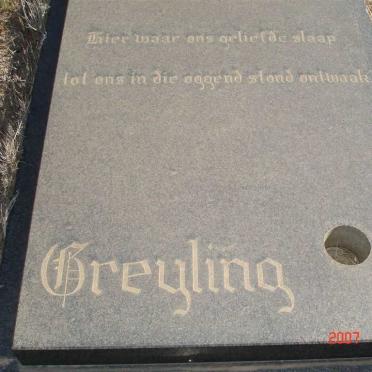 Hier waar ons geliefde slaap
tot ons in die oggend stond ontwaak
Greyling
2007